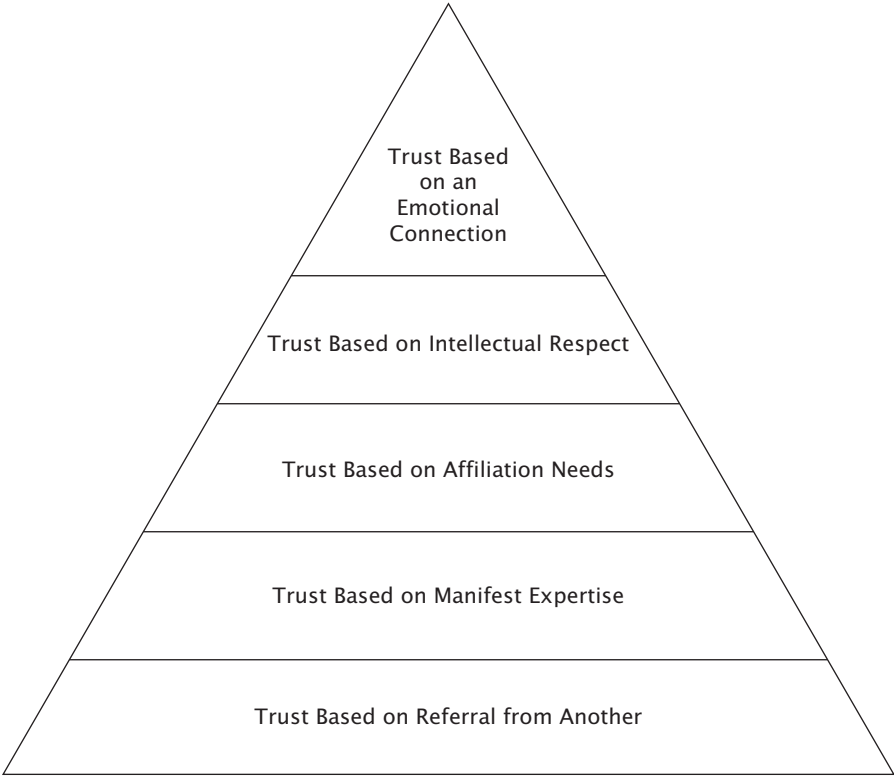 Trust Based
on an
Emotional
Connection
Trust Based on Intellectual Respect
Trust Based on Affiliation Needs
Trust Based on Manifest Expertise
Trust Based on Referral from Another